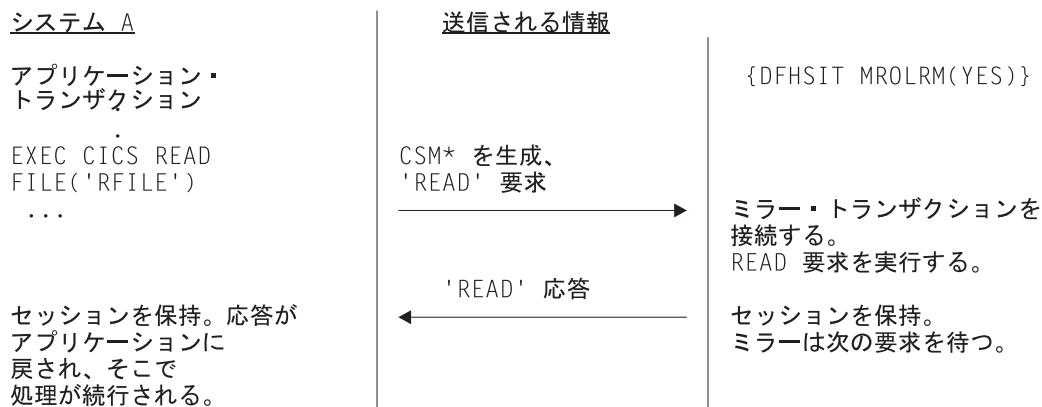 システム A
送信される情報
アプリケーション・
トランザクション
{DFHSIT MROLRM(YES)}
.
.
EXEC CICS READ
FILE('RFILE')
...
CSM* を生成、
'READ' 要求
ミラー・トランザクションを
接続する。
READ 要求を実行する。
'READ' 応答
セッションを保持。応答が
アプリケーションに
戻され、そこで
処理が続行される。
セッションを保持。
ミラーは次の要求を待つ。